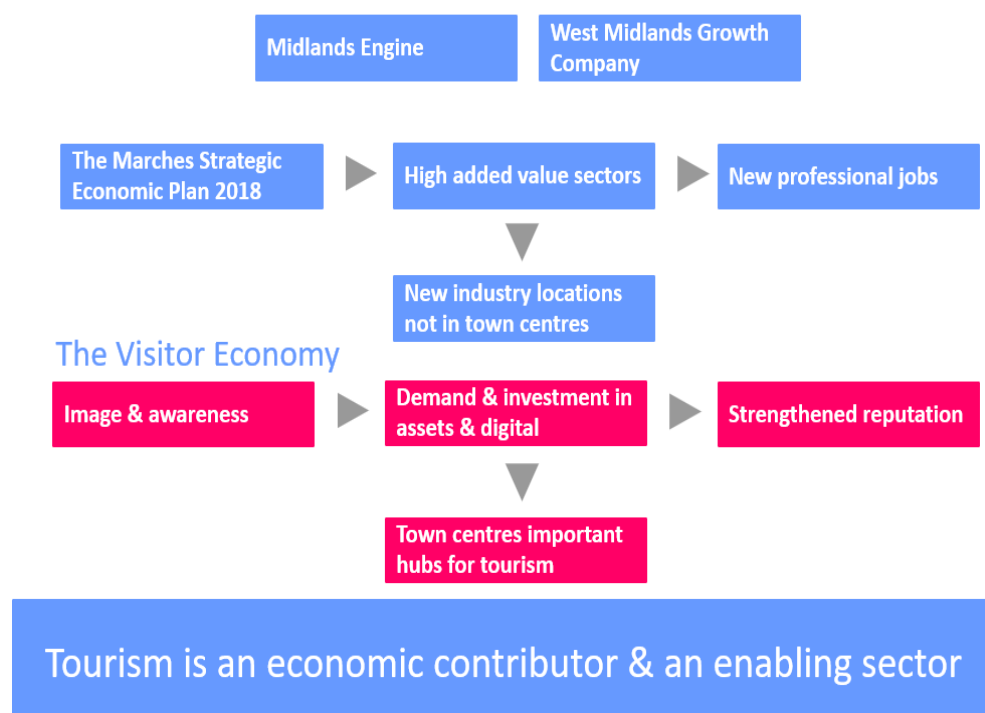 Midlands Engine
West Midlands Growth
Company
The Marches Strategic
Economic Plan 2018
High added value sectors
New professional jobs
New industry locations
not in town centres
The Visitor Economy
Image & awareness
Demand & investment in
assets & digital
Strengthened reputation
Town centres important
hubs for tourism
Tourism is an economic contributor & an enabling sector